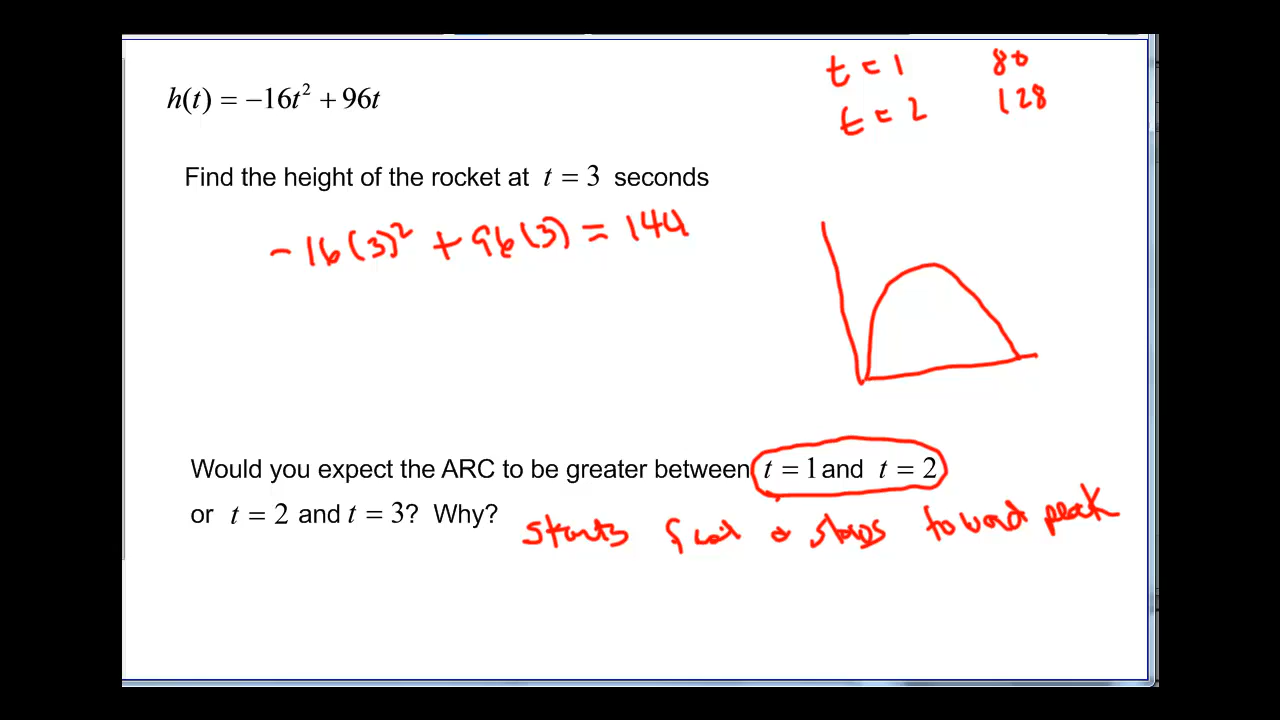 t = 1 80
t = 2 128
h(t) = −16t² + 96t
Find the height of the rocket at t = 3 seconds
-16(3)² + 96(3) = 144
Would you expect the ARC to be greater between t = 1 and t = 2
or t = 2 and t = 3? Why?
starts fast & slows toward peak